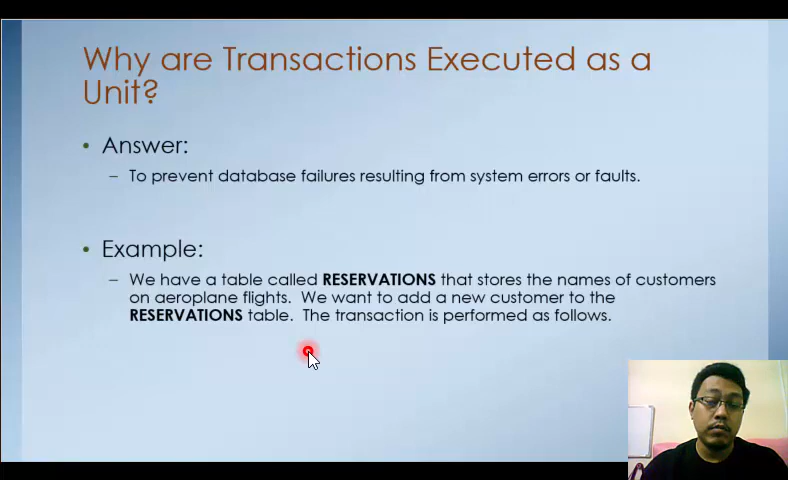 Why are Transactions Executed as a
Unit?
• Answer:
– To prevent database failures resulting from system errors or faults.
• Example:
– We have a table called RESERVATIONS that stores the names of customers
on aeroplane flights. We want to add a new customer to the
RESERVATIONS table. The transaction is performed as follows.